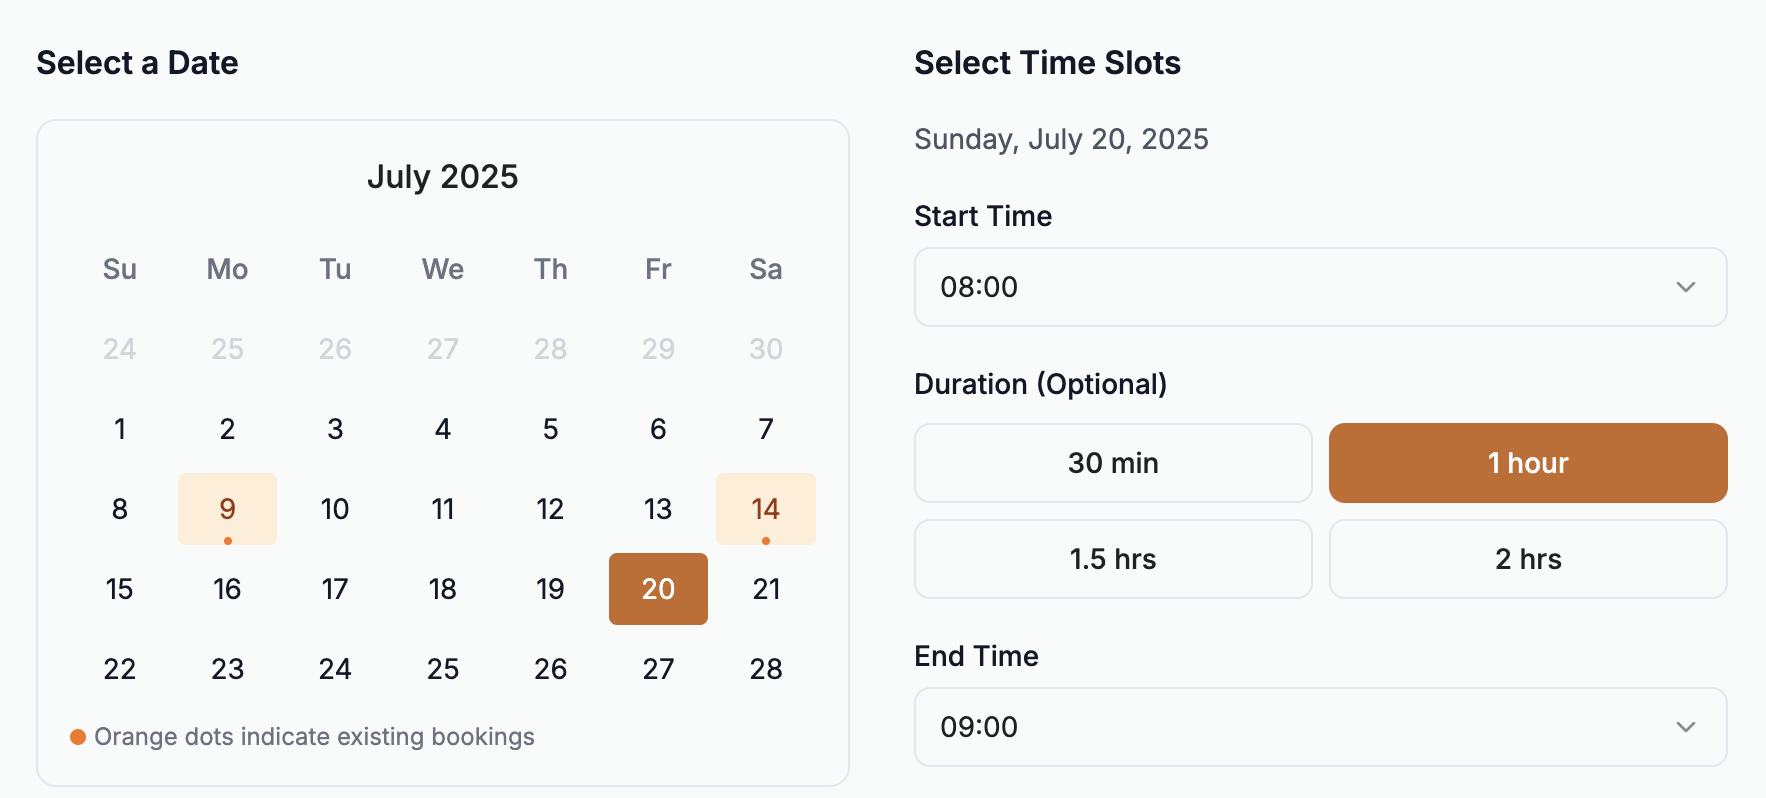 Select a Date
July 2025
Su Mo Tu We Th Fr Sa
24 25 26 27 28 29 30
1 2 3 4 5 6 7
8 9 10 11 12 13 14
15 16 17 18 19 20 21
22 23 24 25 26 27 28
Orange dots indicate existing bookings
Select Time Slots
Sunday, July 20, 2025
Start Time
08:00
Duration (Optional)
30 min 1 hour
1.5 hrs 2 hrs
End Time
09:00